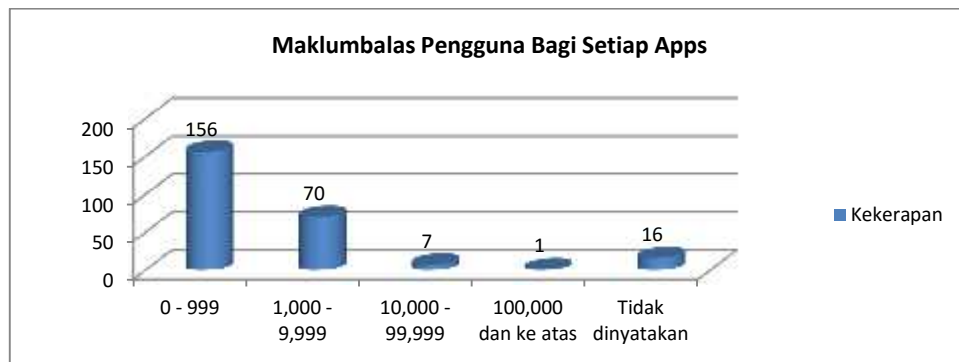 Maklumbalas Pengguna Bagi Setiap Apps
200
150
100
50
0
156
70
7
1
16
0 - 999
1,000 -
9,999
10,000 -
99,999
100,000
dan ke atas
Tidak
dinyatakan
Kekerapan